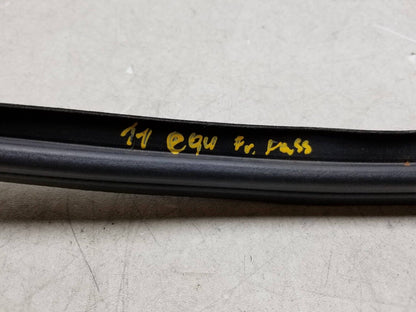 11 equ Fr. pass